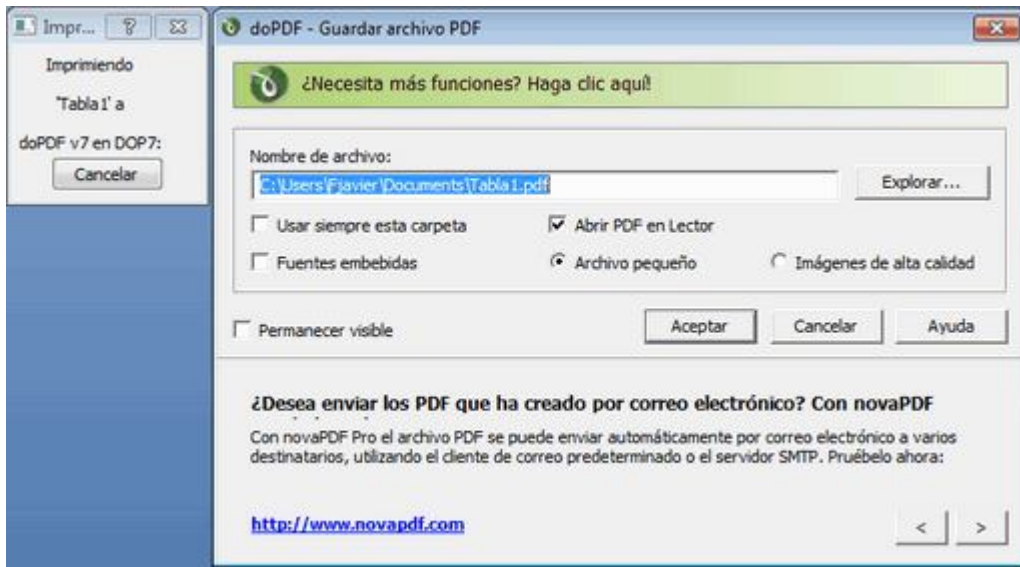 Impr...
Imprimiendo
'Tabla1' a
doPDF v7 en DOP7:
Cancelar
doPDF - Guardar archivo PDF
¿Necesita más funciones? Haga clic aquí!
Nombre de archivo:
C:\Users\Fjavier\Documents\Tabla1.pdf
Explorar...
Usar siempre esta carpeta
Abrir PDF en Lector
Fuentes embebidas
Archivo pequeño
Imágenes de alta calidad
Permanecer visible
Aceptar
Cancelar
Ayuda
¿Desea enviar los PDF que ha creado por correo electrónico? Con novaPDF
Con novaPDF Pro el archivo PDF se puede enviar automáticamente por correo electrónico a varios
destinatarios, utilizando el cliente de correo predeterminado o el servidor SMTP. Pruébelo ahora:
http://www.novapdf.com
< >